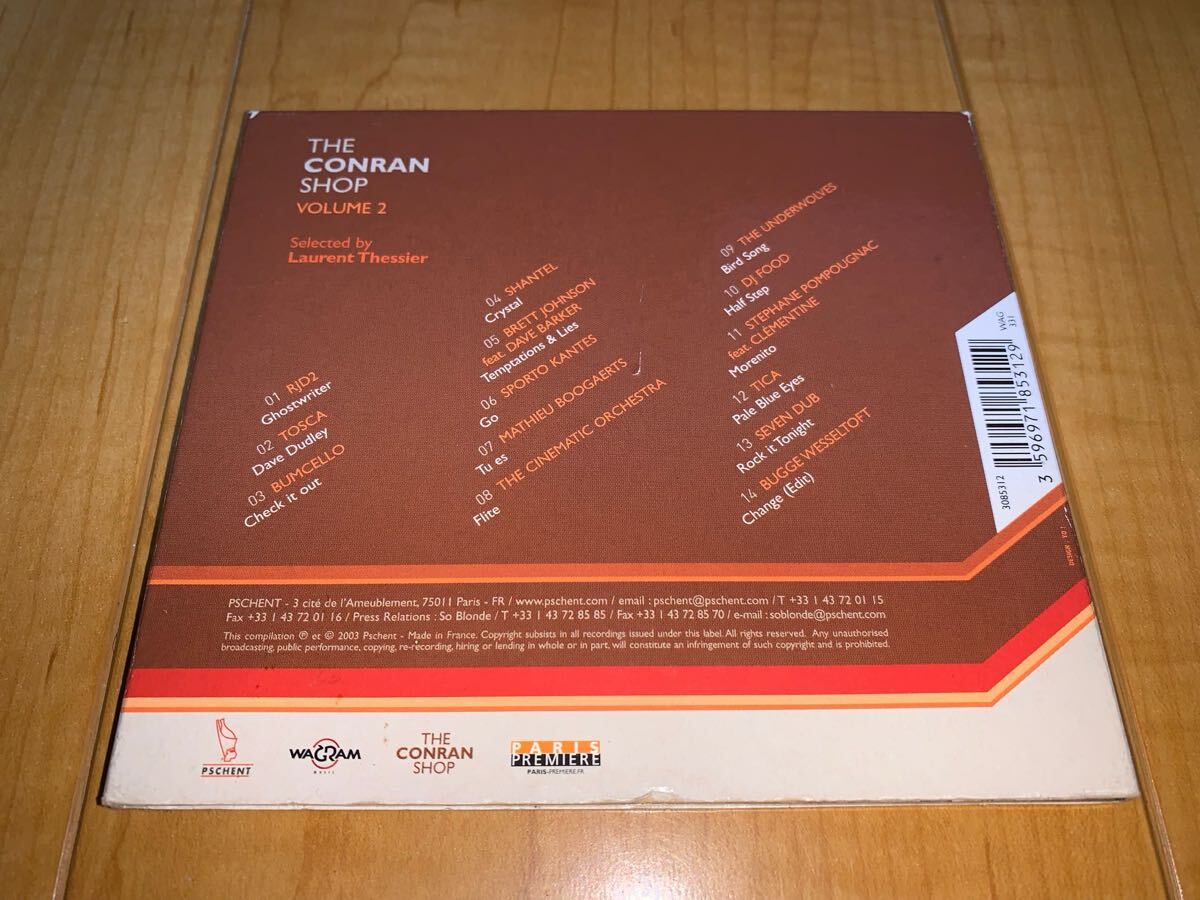 THE
CONRAN
SHOP
VOLUME 2
Selected by
Laurent Thessier
01 RJD2
Ghostwriter
02 TOSCA
Dave Dudley
03 BUMCELLO
Check it out
04 SHANTEL
Crystal
05 BRETT JOHNSON
feat. DAVE BARKER
Temptations & Lies
06 SPORTO KANTES
Go
07 MATHIEU BOOGAERTS
Tu es
08 THE CINEMATIC ORCHESTRA
Flite
09 THE UNDERWOLVES
Bird Song
10 DJ FOOD
Half Step
11 STEPHANE POMPOUGNAC
feat. CLÉMENTINE
Morenito
12 TICA
Pale Blue Eyes
13 SEVEN DUB
Rock it Tonight
14 BUGGE WESSELTOFT
Change (Edit)
WAG
331
3085312
3 596971 853129
PSCHENT - 3 cité de l'Ameublement, 75011 Paris - FR / www.pschent.com / email : pschent@pschent.com / T +33 1 43 72 01 15
Fax +33 1 43 72 01 16 / Press Relations : So Blonde / T +33 1 43 72 85 85 / Fax +33 1 43 72 85 70 / e-mail : soblonde@pschent.com
This compilation ℗ et © 2003 Pschent - Made in France. Copyright subsists in all recordings issued under this label. All rights reserved. Any unauthorised
broadcasting, public performance, copying, re-recording, hiring or lending in whole or in part, will constitute an infringement of such copyright and is prohibited.
PSCHENT
WAGRAM
MUSIC
THE
CONRAN
SHOP
PARIS
PREMIERE
PARIS-PREMIERE.FR